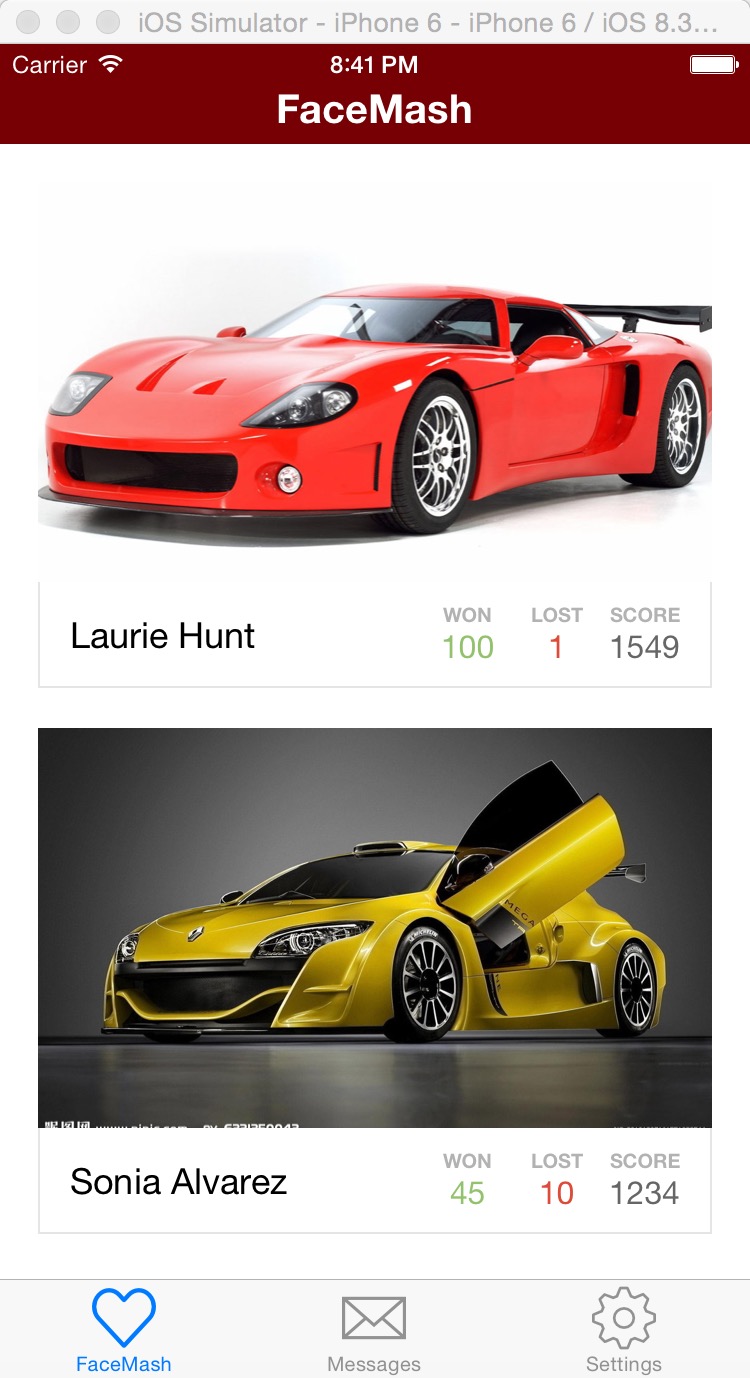 iOS Simulator - iPhone 6 - iPhone 6 / iOS 8.3...
Carrier 8:41 PM
FaceMash
Laurie Hunt
WON LOST SCORE
100 1 1549
MEGA
Sonia Alvarez
WON LOST SCORE
45 10 1234
FaceMash Messages Settings